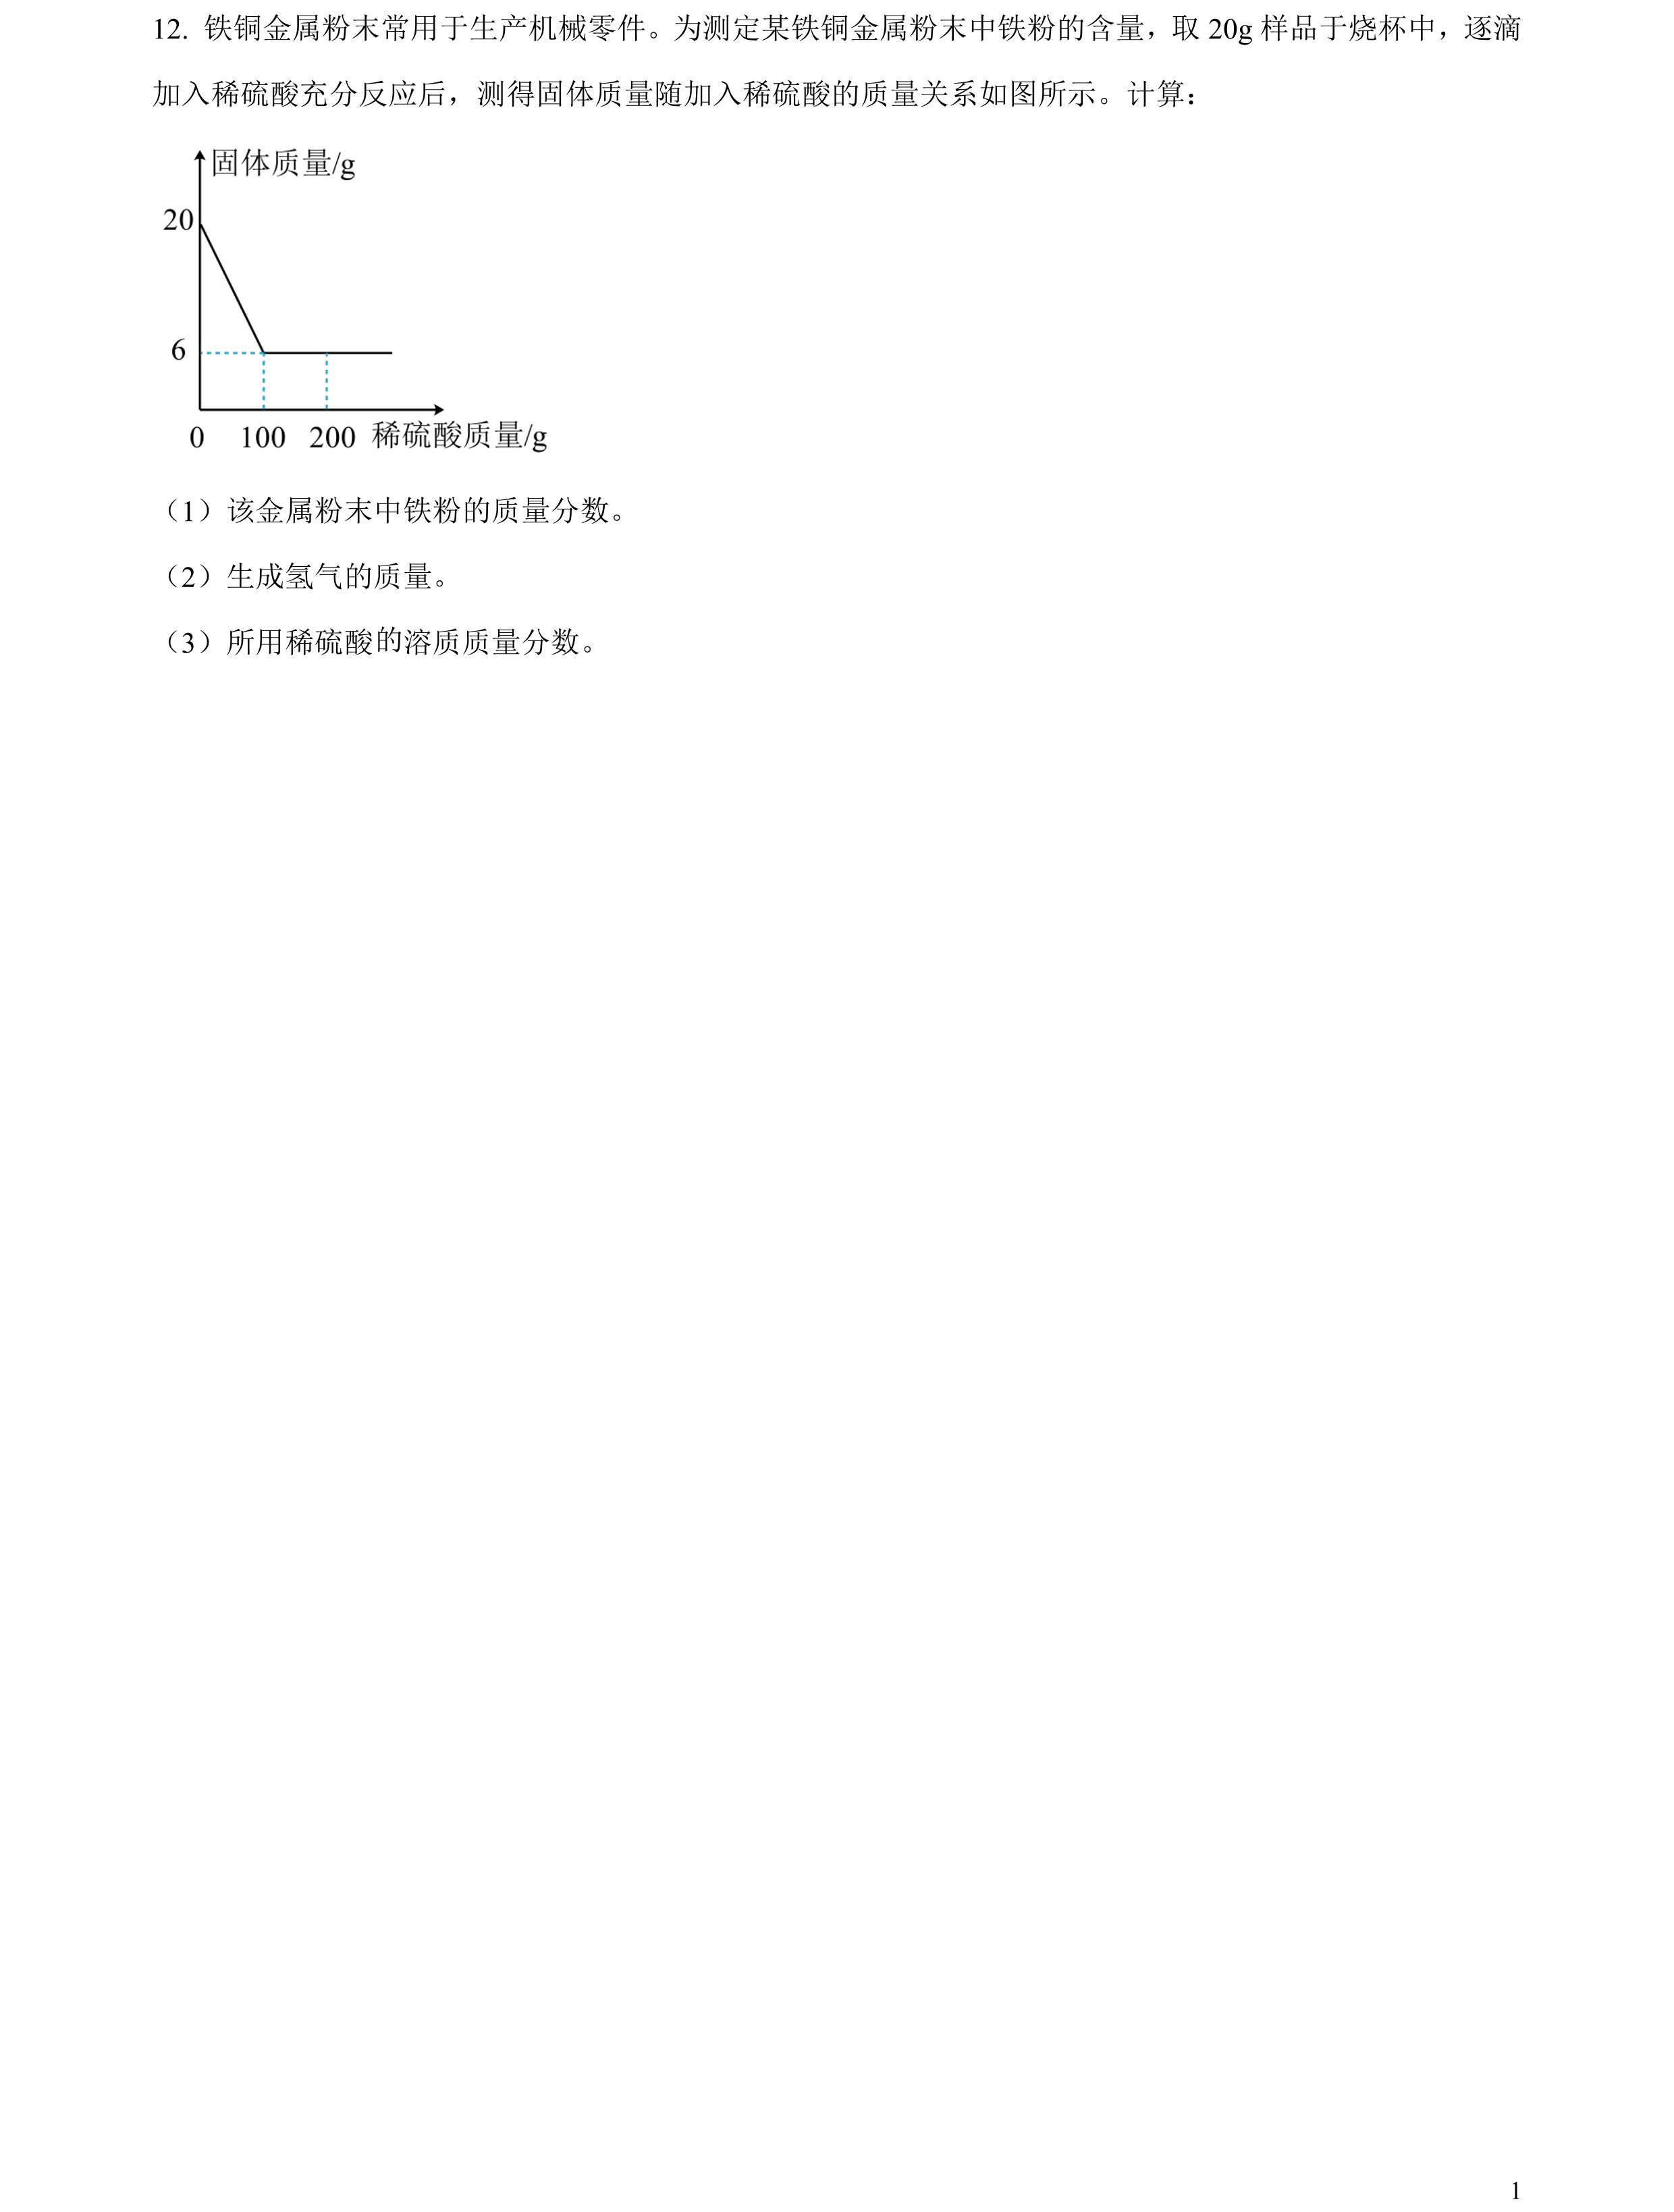 12. 铁铜金属粉末常用于生产机械零件。为测定某铁铜金属粉末中铁粉的含量，取 20g 样品于烧杯中，逐滴
加入稀硫酸充分反应后，测得固体质量随加入稀硫酸的质量关系如图所示。计算：
固体质量/g
20
6
0 100 200 稀硫酸质量/g
（1）该金属粉末中铁粉的质量分数。
（2）生成氢气的质量。
（3）所用稀硫酸的溶质质量分数。
1